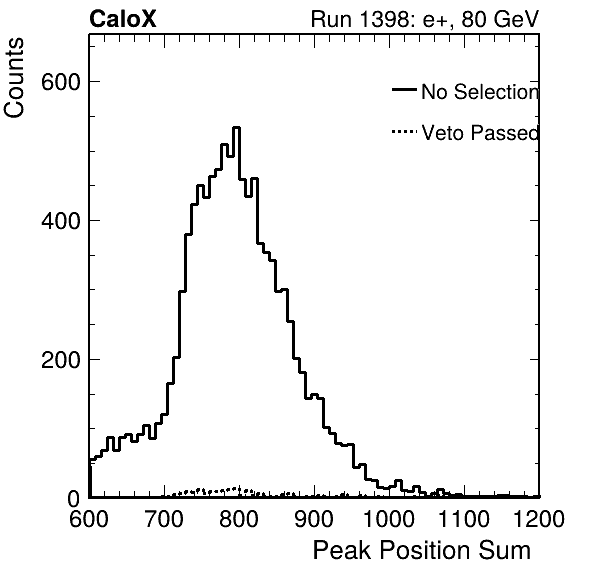 CaloX Run 1398: e+, 80 GeV
Counts
No Selection
Veto Passed
600
400
200
0
600 700 800 900 1000 1100 1200
Peak Position Sum